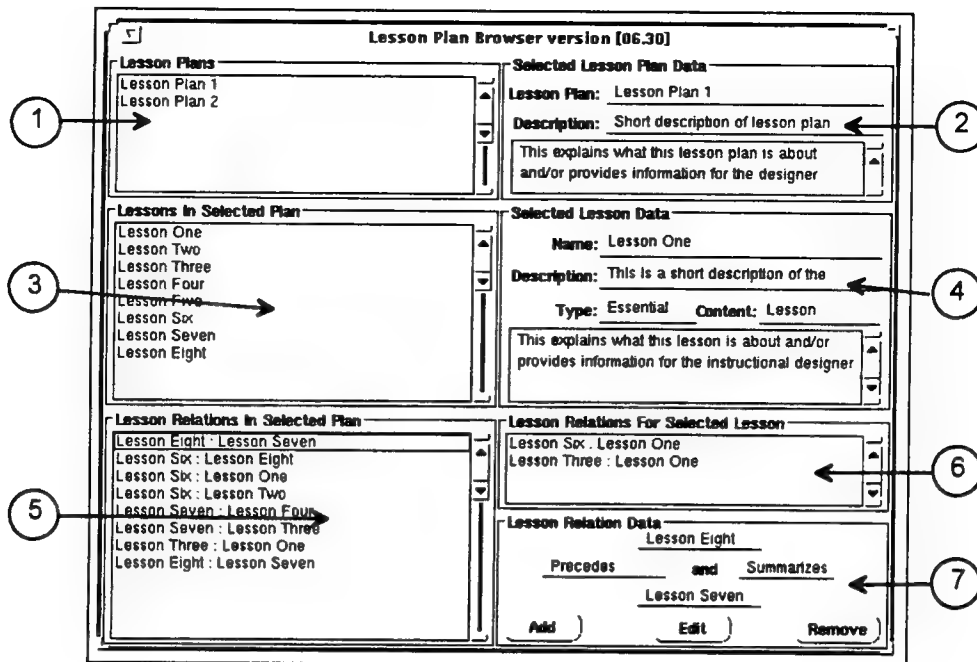 Lesson Plan Browser version [06.30]
Lesson Plans
Lesson Plan 1
Lesson Plan 2
1
Selected Lesson Plan Data
Lesson Plan: Lesson Plan 1
Description: Short description of lesson plan
This explains what this lesson plan is about
and/or provides information for the designer
2
Lessons In Selected Plan
Lesson One
Lesson Two
Lesson Three
Lesson Four
Lesson Five
Lesson Six
Lesson Seven
Lesson Eight
3
Selected Lesson Data
Name: Lesson One
Description: This is a short description of the
Type: Essential Content: Lesson
This explains what this lesson is about and/or
provides information for the instructional designer
4
Lesson Relations In Selected Plan
Lesson Eight : Lesson Seven
Lesson Six : Lesson Eight
Lesson Six : Lesson One
Lesson Six : Lesson Two
Lesson Seven : Lesson Four
Lesson Seven : Lesson Three
Lesson Three : Lesson One
Lesson Eight : Lesson Seven
5
Lesson Relations For Selected Lesson
Lesson Six : Lesson One
Lesson Three : Lesson One
6
Lesson Relation Data
Lesson Eight
Precedes and Summarizes
Lesson Seven
Add Edit Remove
7